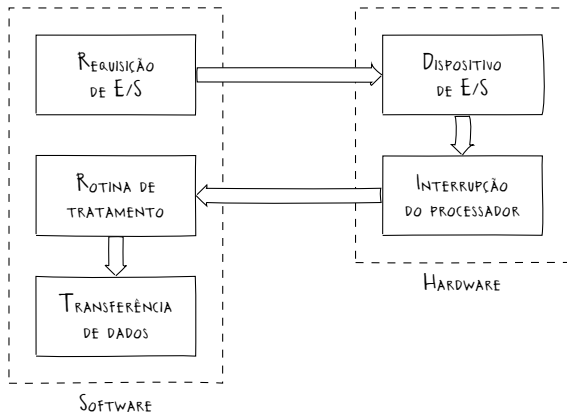 Requisição
de E/S
Dispositivo
de E/S
Rotina de
tratamento
Interrupção
do processador
Transferência
de dados
Hardware
Software